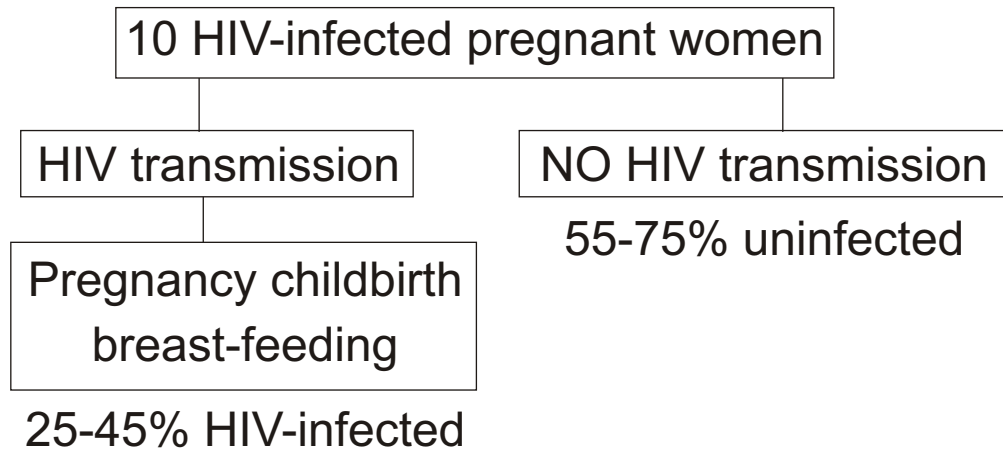 10 HIV-infected pregnant women
HIV transmission
NO HIV transmission
55-75% uninfected
Pregnancy childbirth
breast-feeding
25-45% HIV-infected